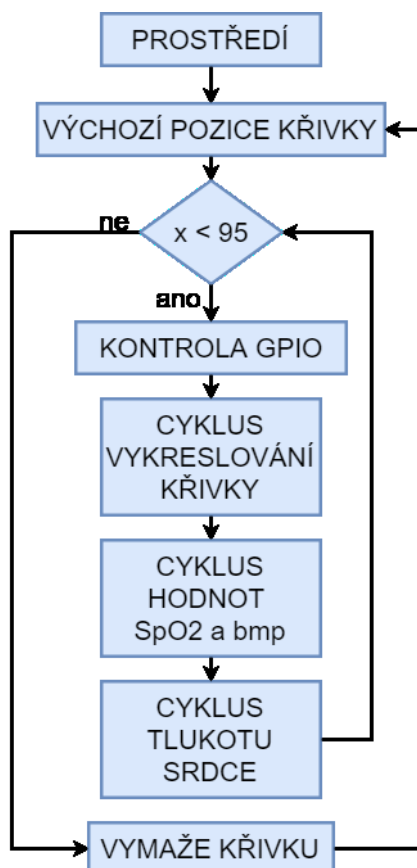 PROSTŘEDÍ
VÝCHOZÍ POZICE KŘIVKY
ne
x < 95
ano
KONTROLA GPIO
CYKLUS
VYKRESLOVÁNÍ
KŘIVKY
CYKLUS
HODNOT
SpO2 a bmp
CYKLUS
TLUKOTU
SRDCE
VYMAŽE KŘIVKU